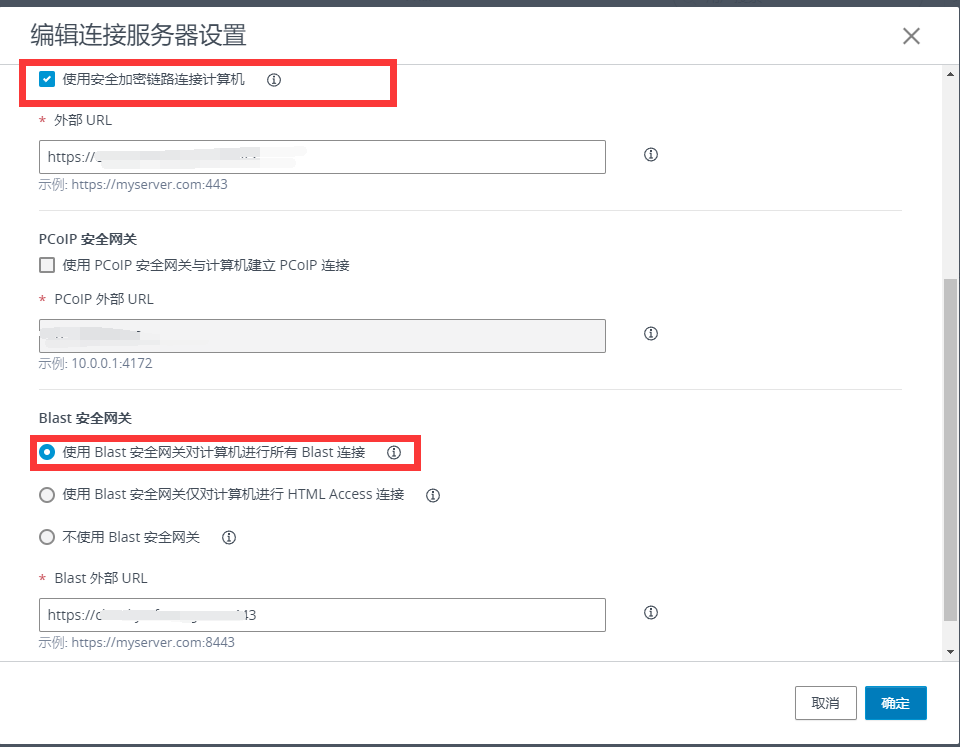 编辑连接服务器设置
使用安全加密链路连接计算机
* 外部 URL
https://
示例: https://myserver.com:443
PCoIP 安全网关
使用 PCoIP 安全网关与计算机建立 PCoIP 连接
* PCoIP 外部 URL
示例: 10.0.0.1:4172
Blast 安全网关
使用 Blast 安全网关对计算机进行所有 Blast 连接
使用 Blast 安全网关仅对计算机进行 HTML Access 连接
不使用 Blast 安全网关
* Blast 外部 URL
https://
示例: https://myserver.com:8443
取消
确定